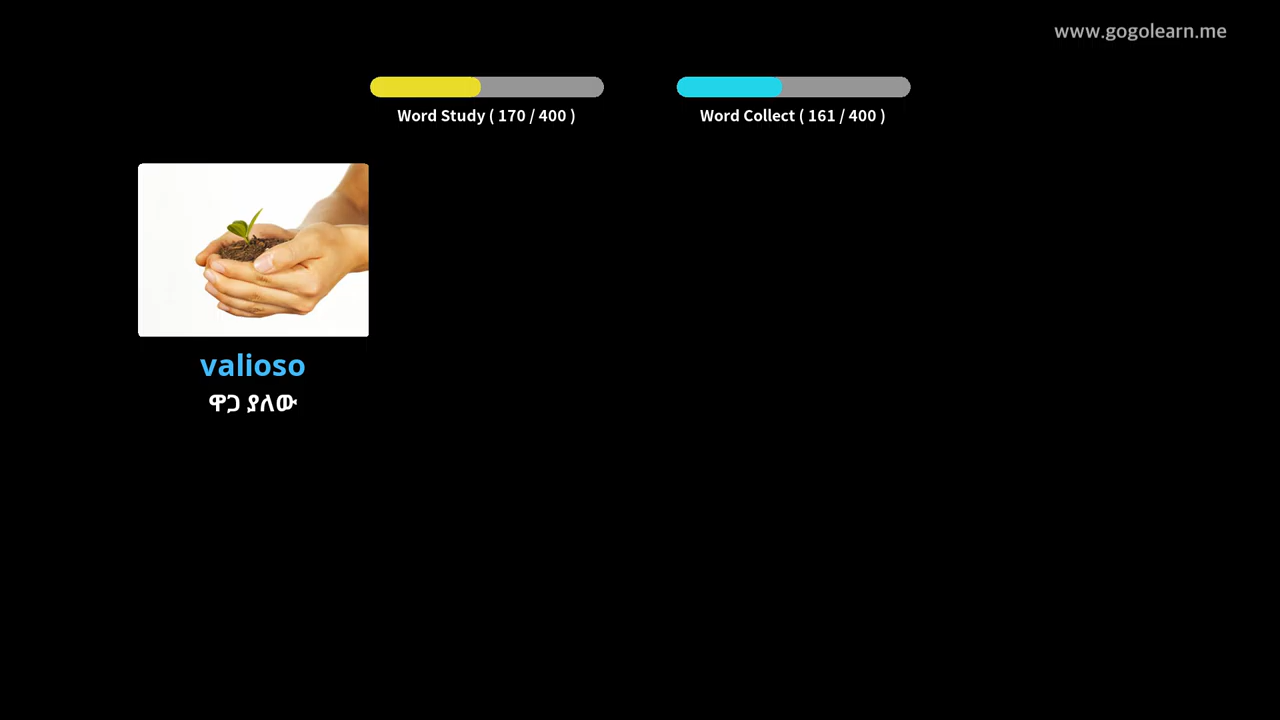 www.gogolearn.me
Word Study ( 170 / 400 )
Word Collect ( 161 / 400 )
valioso
ዋጋ ያለው